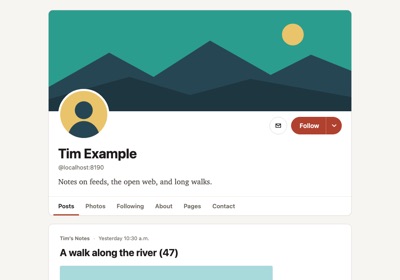 Follow
Tim Example
@localhost:8190
Notes on feeds, the open web, and long walks.
Posts Photos Following About Pages Contact
Tim's Notes · Yesterday 10:30 a.m.
A walk along the river (47)